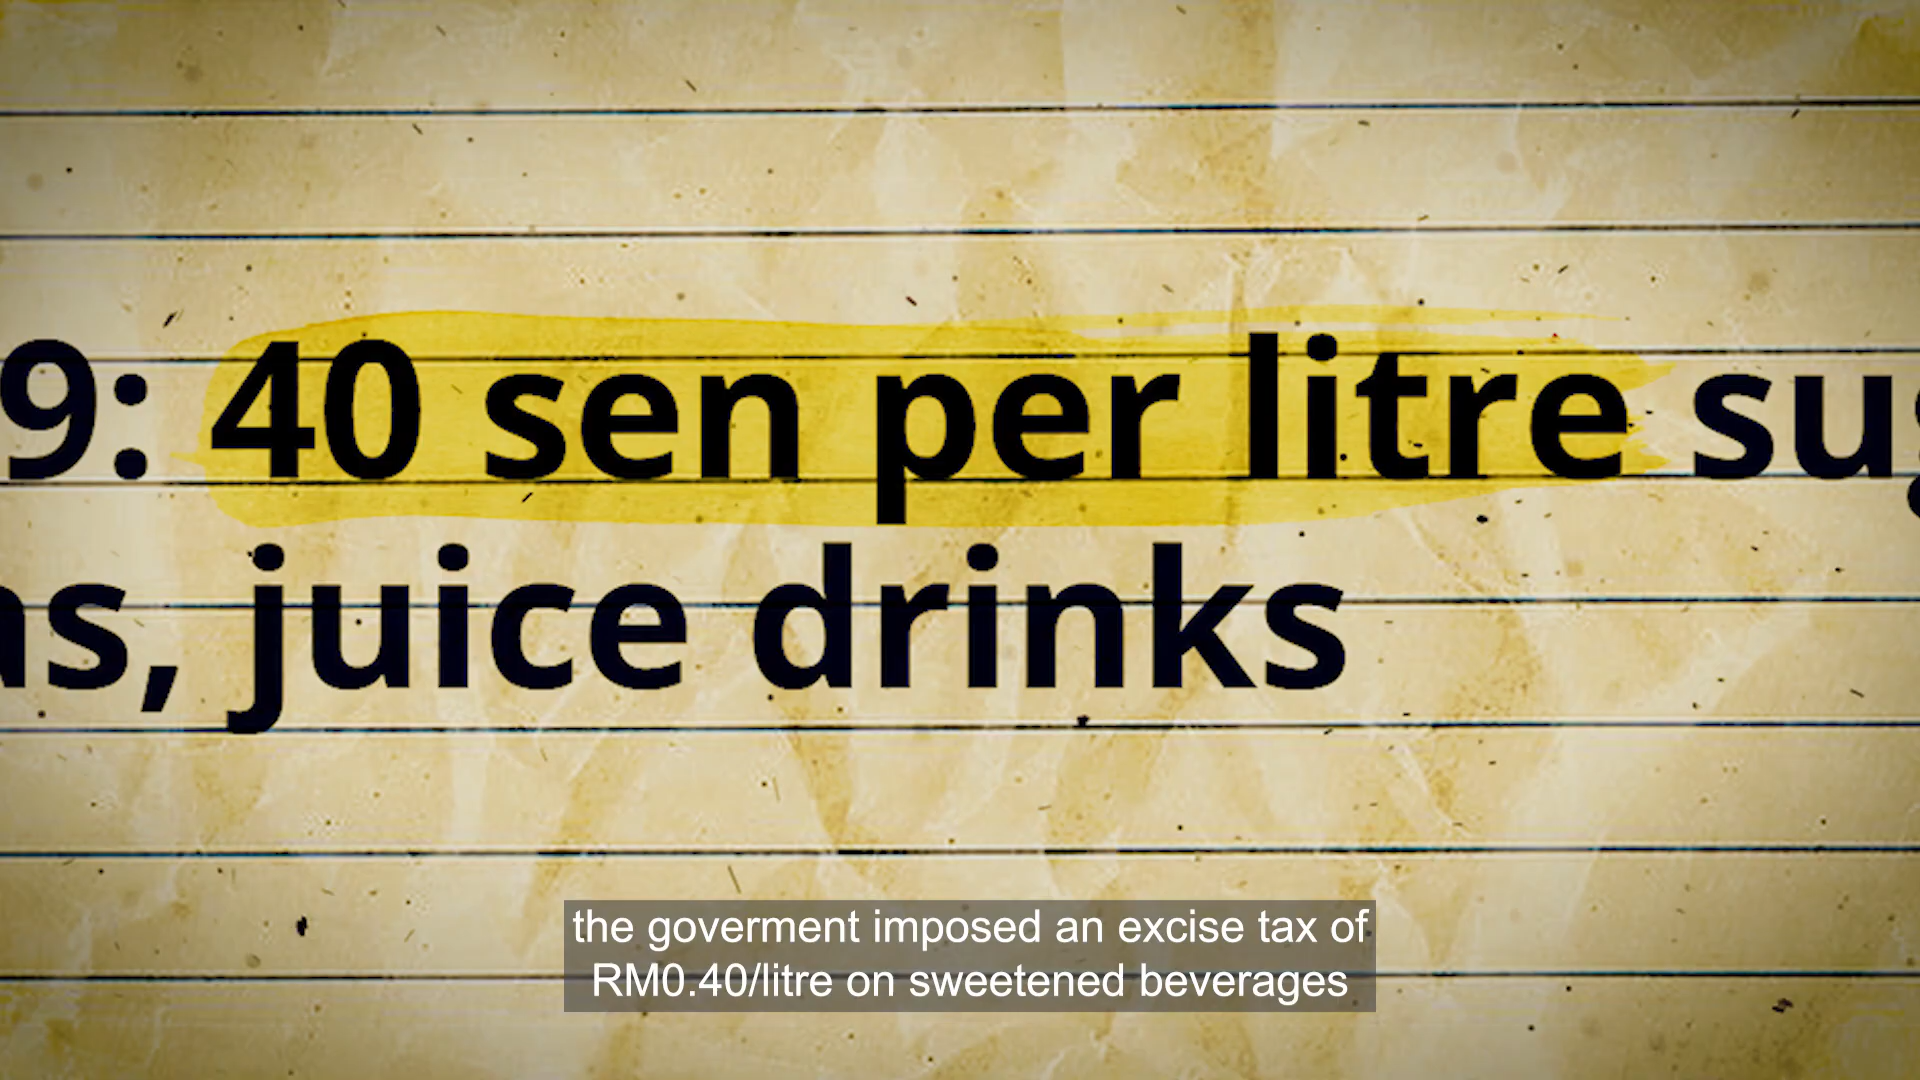 9: 40 sen per litre
juice drinks
the goverment imposed an excise tax of
RM0.40/litre on sweetened beverages